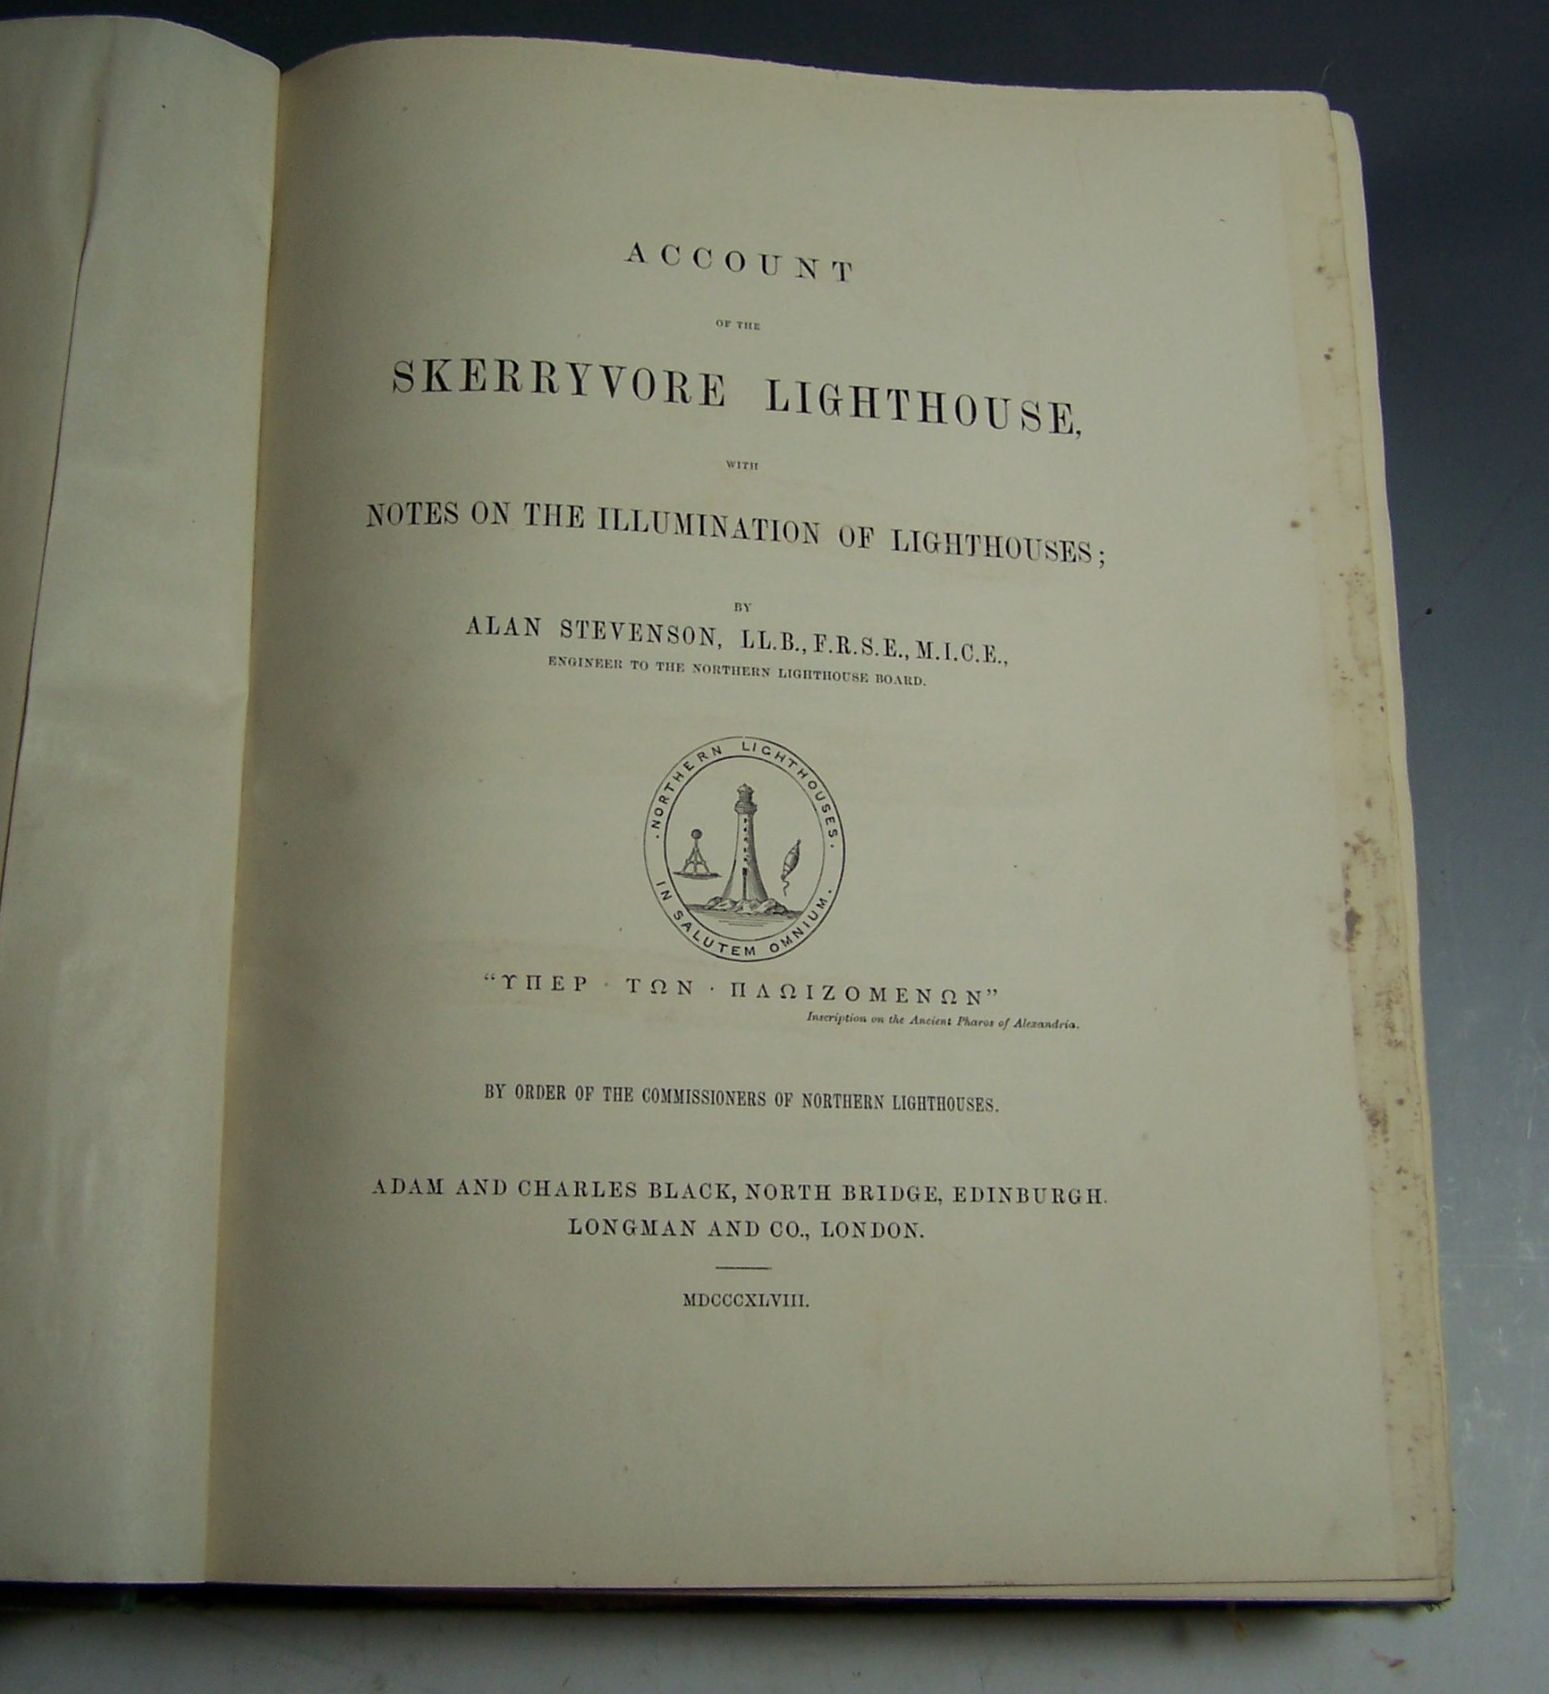 ACCOUNT
OF THE
SKERRYVORE LIGHTHOUSE,
WITH
NOTES ON THE ILLUMINATION OF LIGHTHOUSES;
BY
ALAN STEVENSON, LL.B., F.R.S.E., M.I.C.E.,
ENGINEER TO THE NORTHERN LIGHTHOUSE BOARD.
· NORTHERN LIGHTHOUSES.
IN SALUTEM OMNIUM.
“ΥΠΕΡ · ΤΩΝ · ΠΛΩΙΖΟΜΕΝΩΝ”
Inscription on the Ancient Pharos of Alexandria.
BY ORDER OF THE COMMISSIONERS OF NORTHERN LIGHTHOUSES.
ADAM AND CHARLES BLACK, NORTH BRIDGE, EDINBURGH.
LONGMAN AND CO., LONDON.
MDCCCXLVIII.